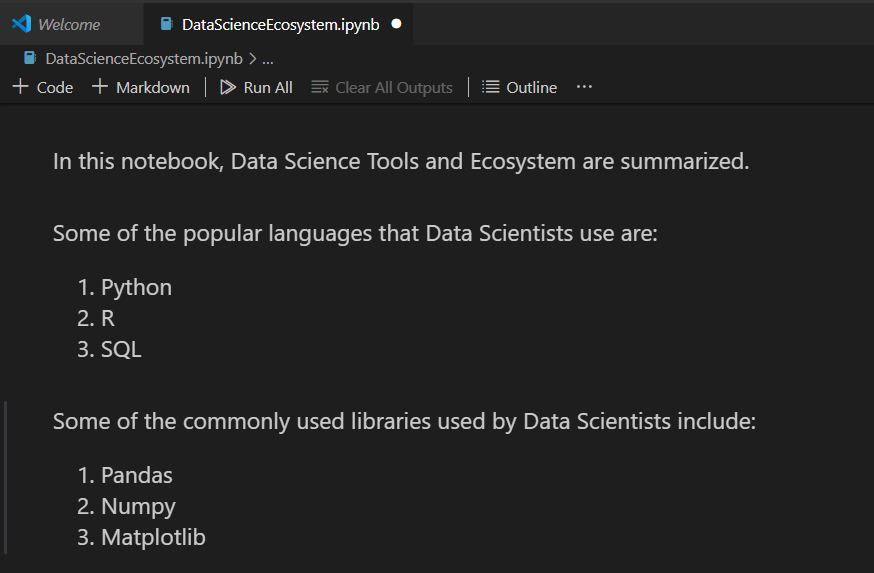 Welcome DataScienceEcosystem.ipynb
DataScienceEcosystem.ipynb > ...
+ Code + Markdown Run All Clear All Outputs Outline ...
In this notebook, Data Science Tools and Ecosystem are summarized.
Some of the popular languages that Data Scientists use are:
1. Python
2. R
3. SQL
Some of the commonly used libraries used by Data Scientists include:
1. Pandas
2. Numpy
3. Matplotlib